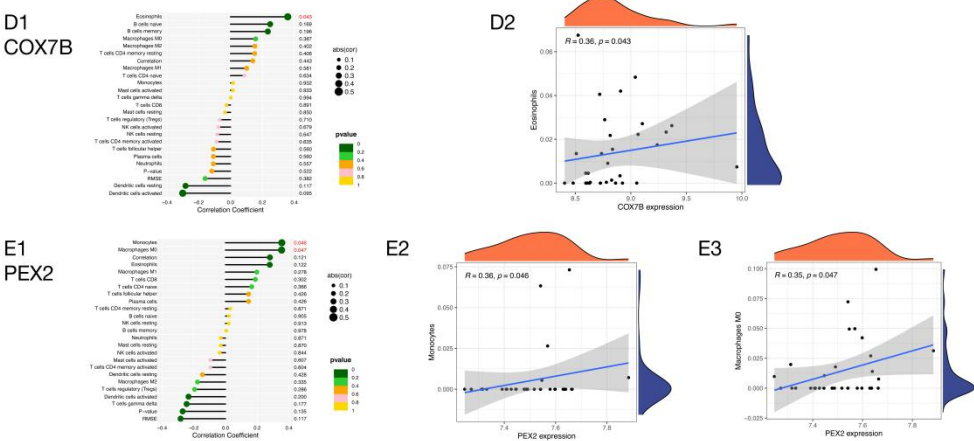 D1
COX7B
Eosinophils 0.043
B cells naive 0.169
B cells memory 0.198
Macrophages M0 0.387
Macrophages M2 0.402
T cells CD4 memory resting 0.406
Correlation 0.443
Macrophages M1 0.581
T cells CD4 naive 0.634
Monocytes 0.932
Mast cells activated 0.933
T cells gamma delta 0.994
T cells CD8 0.891
Mast cells resting 0.850
T cells regulatory (Tregs) 0.710
NK cells activated 0.679
NK cells resting 0.647
T cells CD4 memory activated 0.635
T cells follicular helper 0.560
Plasma cells 0.560
Neutrophils 0.557
P-value 0.522
RMSE 0.382
Dendritic cells resting 0.117
Dendritic cells activated
−0.4 −0.2 0.0 0.2 0.4
Correlation Coefficient
abs(cor)
0.1
0.2
0.3
0.4
0.5
pvalue
0
0.2
0.4
0.6
0.8
1
D2
R = 0.36, p = 0.043
Eosinophils
0.06
0.04
0.02
0.00
8.5 9.0 9.5 10.0
COX7B expression
E1
PEX2
Monocytes 0.046
Macrophages M0 0.047
Correlation 0.121
Eosinophils 0.122
Macrophages M1 0.278
T cells CD8 0.302
T cells CD4 naive 0.366
T cells follicular helper 0.426
Plasma cells 0.426
T cells CD4 memory resting 0.871
B cells naive 0.905
NK cells resting 0.913
B cells memory 0.978
Neutrophils 0.871
Mast cells resting 0.870
NK cells activated 0.844
Mast cells activated 0.607
T cells CD4 memory activated 0.604
Dendritic cells resting 0.428
Macrophages M2 0.335
T cells regulatory (Tregs) 0.286
Dendritic cells activated 0.200
T cells gamma delta 0.177
P-value 0.135
RMSE 0.117
−0.4 −0.2 0.0 0.2 0.4
Correlation Coefficient
abs(cor)
0.1
0.2
0.3
0.4
0.5
pvalue
0
0.2
0.4
0.6
0.8
1
E2
R = 0.36, p = 0.046
Monocytes
0.075
0.050
0.025
0.000
7.4 7.6 7.8
PEX2 expression
E3
R = 0.35, p = 0.047
Macrophages M0
0.100
0.075
0.050
0.025
0.000
-0.025
7.4 7.6 7.8
PEX2 expression